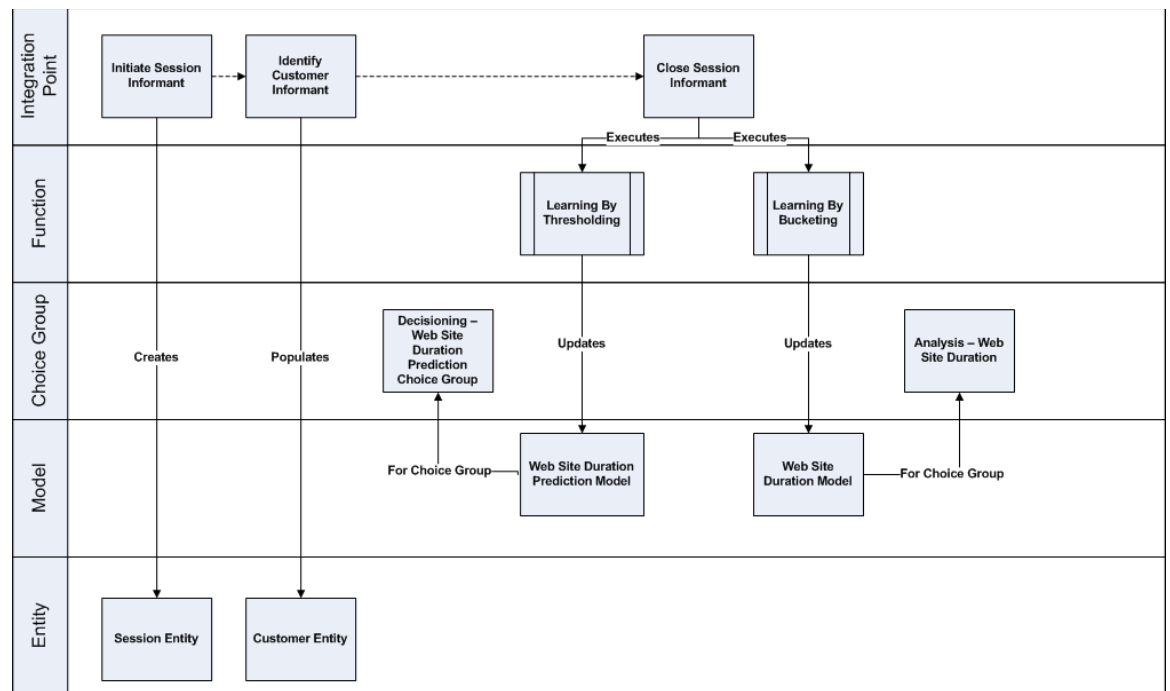 Integration
Point
Initiate Session
Informant
Identify
Customer
Informant
Close Session
Informant
Executes
Executes
Function
Learning By
Thresholding
Learning By
Bucketing
Choice Group
Creates
Populates
Decisioning –
Web Site
Duration
Prediction
Choice Group
Updates
Updates
Analysis – Web
Site Duration
Model
For Choice Group
Web Site Duration
Prediction Model
Web Site
Duration Model
For Choice Group
Entity
Session Entity
Customer Entity